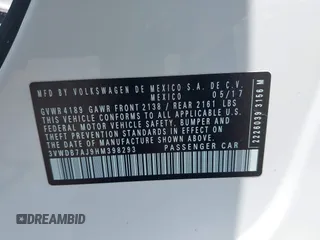 MFD BY VOLKSWAGEN DE MEXICO S.A. DE C.V.
MEXICO 05/17
GVWR 4189 GAWR FRONT 2138 / REAR 2161 LBS
THIS VEHICLE CONFORMS TO ALL APPLICABLE U.S.
FEDERAL MOTOR VEHICLE SAFETY, BUMPER AND
THEFT PREVENTION STANDARDS IN EFFECT ON THE
DATE OF MANUFACTURE SHOWN ABOVE.
3VWDB7AJ9HM398293 PASSENGER CAR
2226039 3156 M
DREAMBID